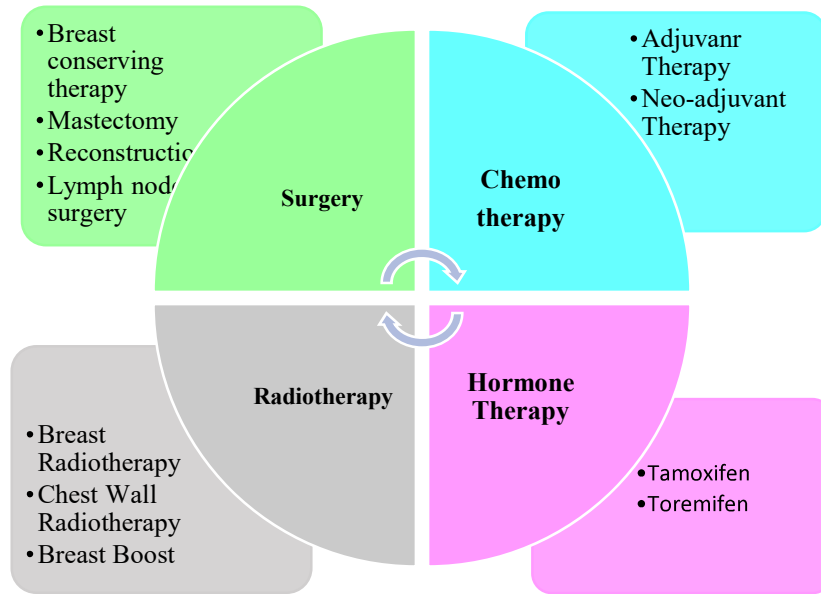 • Breast
conserving
therapy
• Mastectomy
• Reconstructio
• Lymph node
surgery
Surgery
• Adjuvanr
Therapy
• Neo-adjuvant
Therapy
Chemo
therapy
• Breast
Radiotherapy
• Chest Wall
Radiotherapy
• Breast Boost
Radiotherapy
Hormone
Therapy
• Tamoxifen
• Toremifen